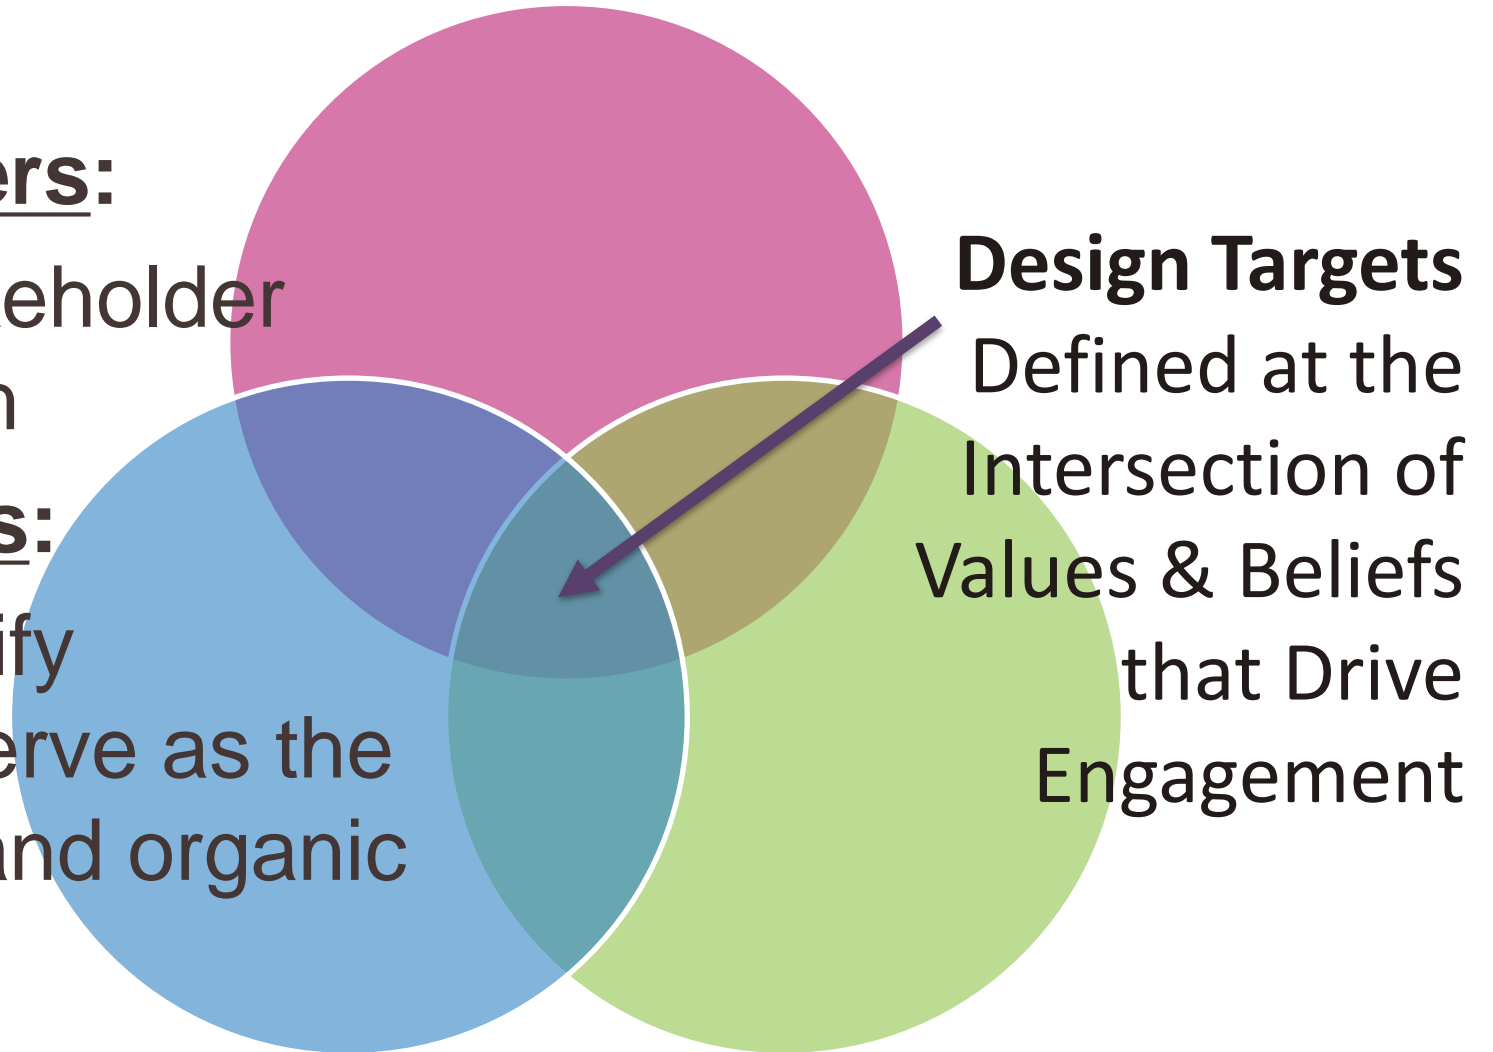 ers:
eholder
n
s:
ify
erve as the
and organic
Design Targets
Defined at the
Intersection of
Values & Beliefs
that Drive
Engagement